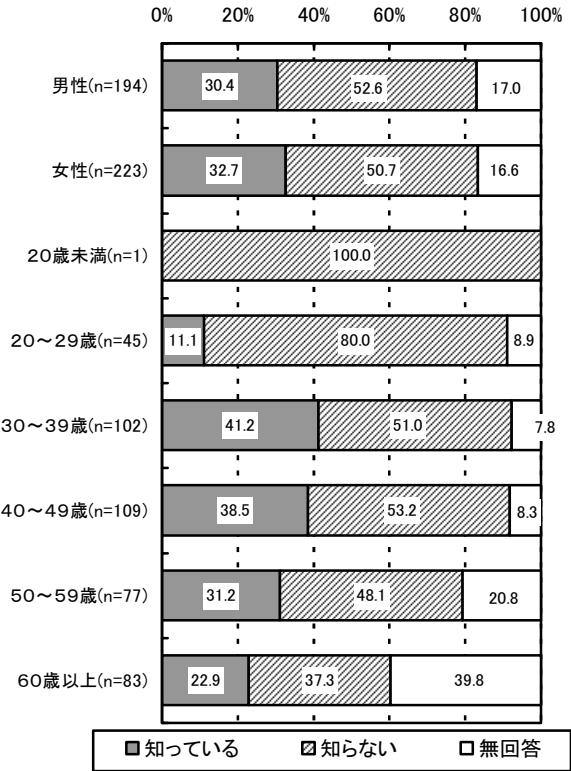 0% 20% 40% 60% 80% 100%
男性(n=194) 30.4 52.6 17.0
女性(n=223) 32.7 50.7 16.6
20歳未満(n=1) 100.0
20～29歳(n=45) 11.1 80.0 8.9
30～39歳(n=102) 41.2 51.0 7.8
40～49歳(n=109) 38.5 53.2 8.3
50～59歳(n=77) 31.2 48.1 20.8
60歳以上(n=83) 22.9 37.3 39.8
知っている 知らない 無回答